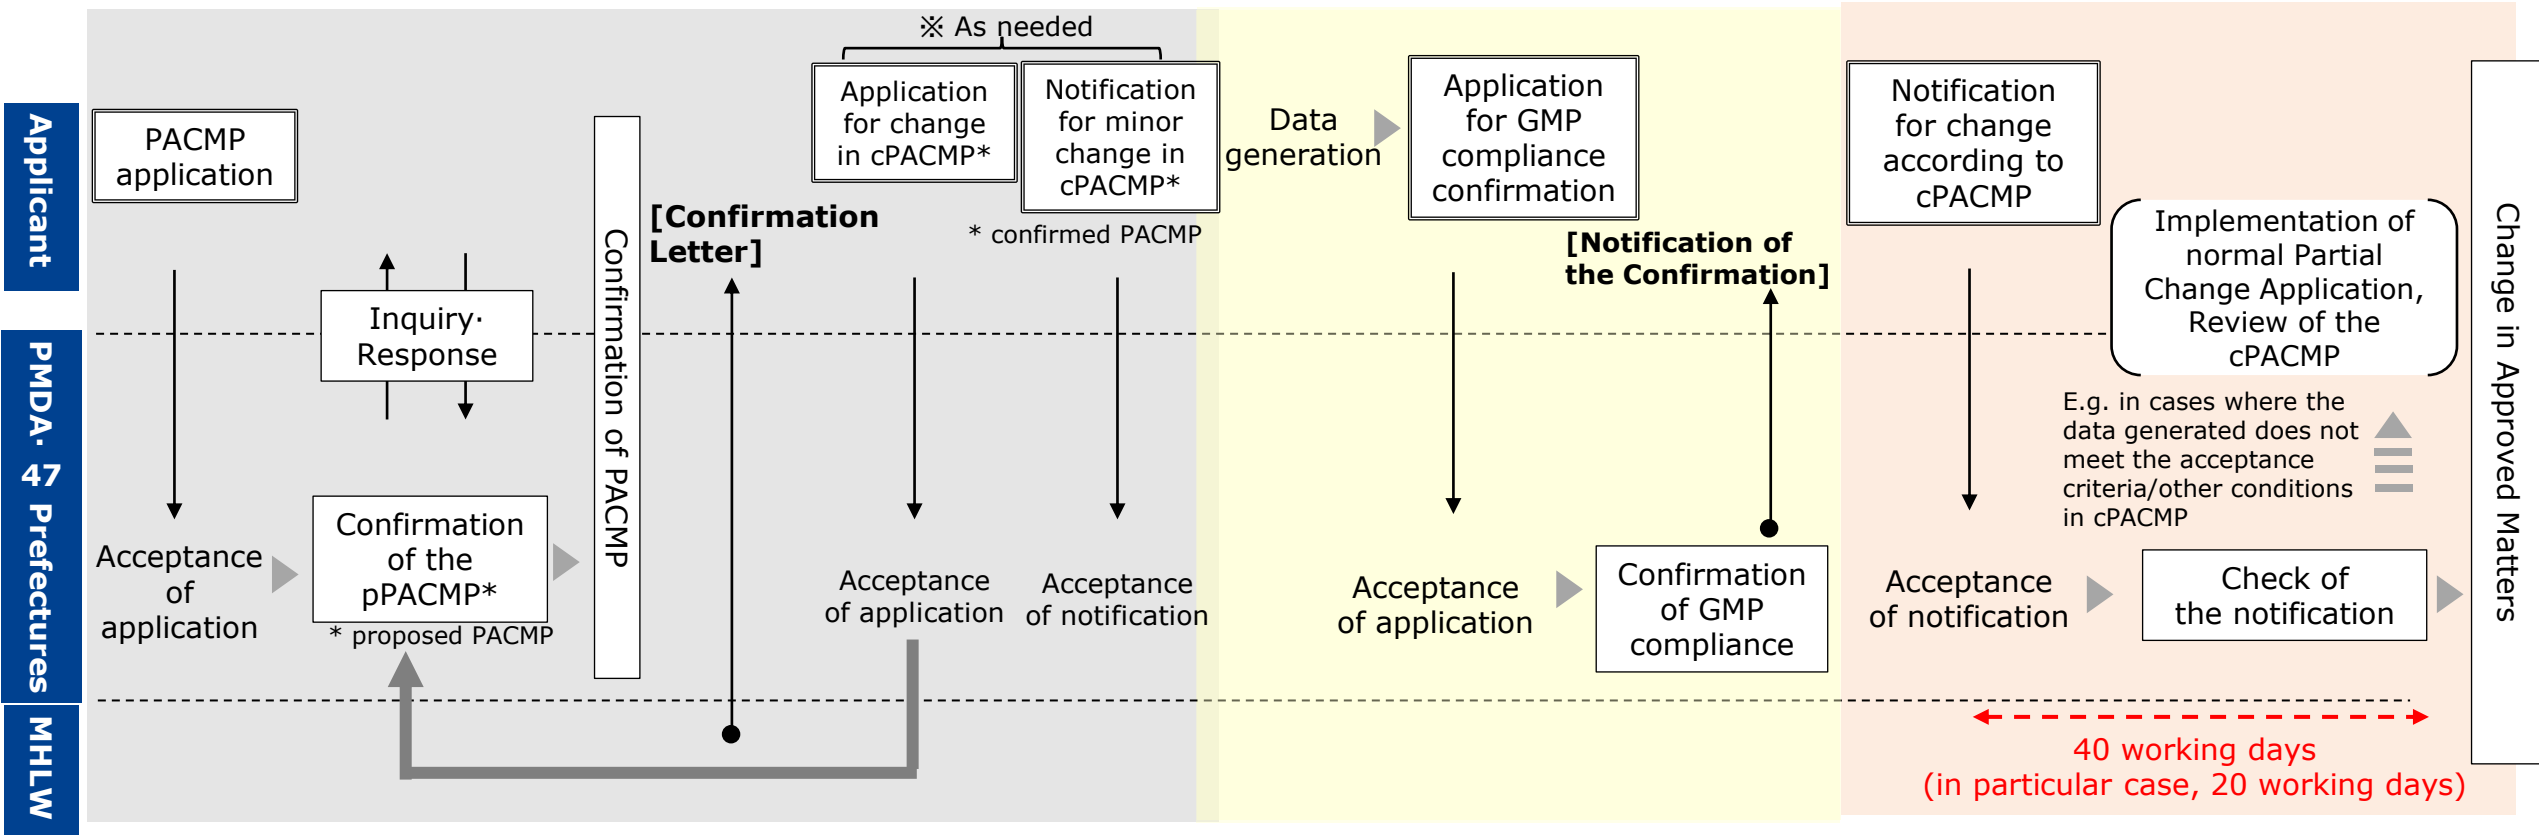 Applicant
PMDA·
47
Prefectures
MHLW
PACMP
application
Acceptance
of
application
Inquiry·
Response
Confirmation
of the
pPACMP*
* proposed PACMP
Confirmation of PACMP
[Confirmation
Letter]
※ As needed
Application
for change
in cPACMP*
Notification
for minor
change in
cPACMP*
* confirmed PACMP
Acceptance
of application
Acceptance
of notification
Data
generation
Application
for GMP
compliance
confirmation
[Notification of
the Confirmation]
Acceptance
of application
Confirmation
of GMP
compliance
Notification
for change
according to
cPACMP
Implementation of
normal Partial
Change Application,
Review of the
cPACMP
E.g. in cases where the
data generated does not
meet the acceptance
criteria/other conditions
in cPACMP
Acceptance
of notification
Check of
the notification
40 working days
(in particular case, 20 working days)
Change in Approved Matters